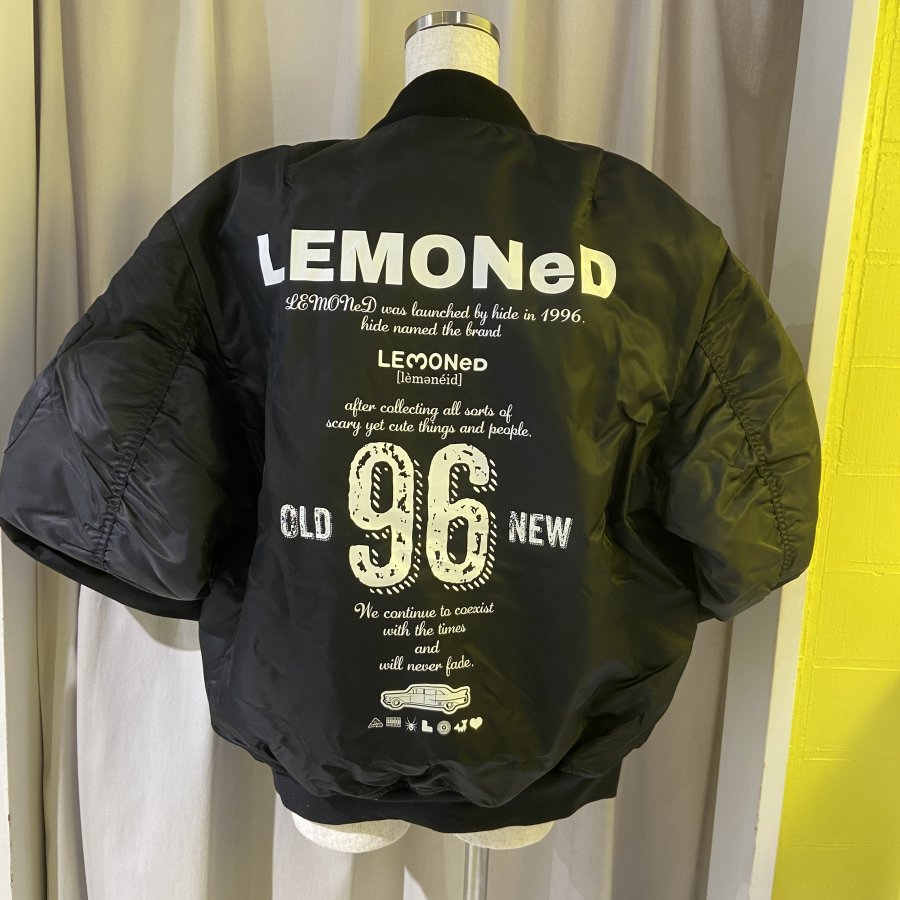 LEMONeD
LEMONeD was launched by hide in 1996.
hide named the brand
LEMONeD
[lèmənéid]
after collecting all sorts of
scary yet cute things and people.
OLD 96 NEW
We continue to coexist
with the times
and
will never fade.